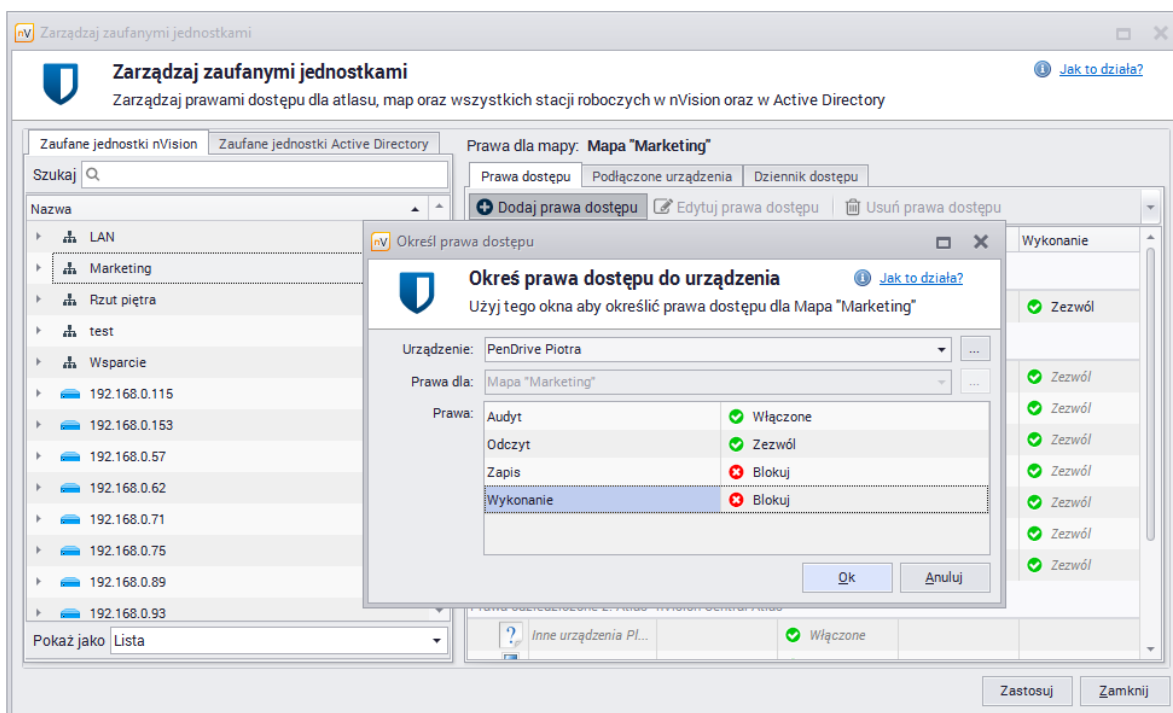 nV Zarządzaj zaufanymi jednostkami
Zarządzaj zaufanymi jednostkami
Jak to działa?
Zarządzaj prawami dostępu dla atlasu, map oraz wszystkich stacji roboczych w nVision oraz w Active Directory
Zaufane jednostki nVision Zaufane jednostki Active Directory
Szukaj
Nazwa
LAN
Marketing
Rzut piętra
test
Wsparcie
192.168.0.115
192.168.0.153
192.168.0.57
192.168.0.62
192.168.0.71
192.168.0.75
192.168.0.89
192.168.0.93
Pokaż jako Lista
Prawa dla mapy: Mapa "Marketing"
Prawa dostępu Podłączone urządzenia Dziennik dostępu
Dodaj prawa dostępu Edytuj prawa dostępu Usuń prawa dostępu
Wykonanie
Zezwól
Zezwól
Zezwól
Zezwól
Zezwól
Zezwól
Zezwól
Zezwól
nV Określ prawa dostępu
Okreś prawa dostępu do urządzenia
Jak to działa?
Użyj tego okna aby określić prawa dostępu dla Mapa "Marketing"
Urządzenie: PenDrive Piotra ...
Prawa dla: Mapa "Marketing" ...
Prawa:
Audyt Włączone
Odczyt Zezwól
Zapis Blokuj
Wykonanie Blokuj
Ok Anuluj
Inne urządzenia Pl... Włączone
Zastosuj Zamknij